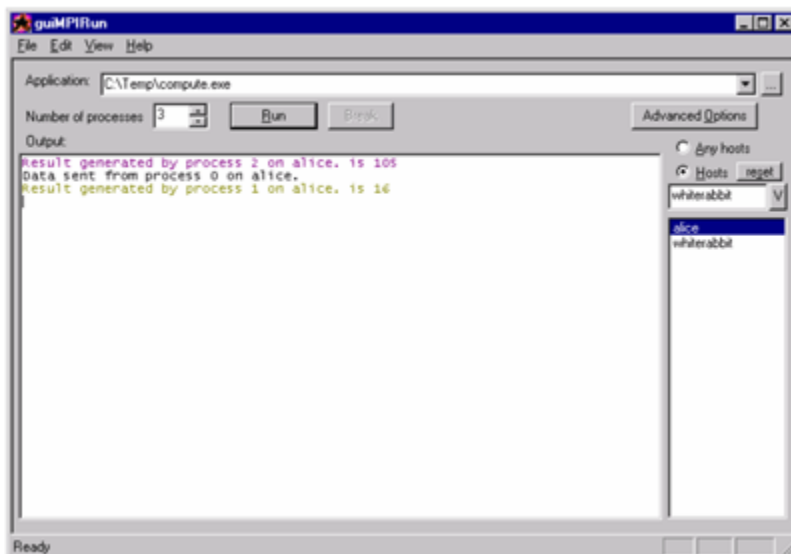 guiMPIRun
File Edit View Help
Application: C:\Temp\compute.exe ...
Number of processes 3 Run Break Advanced Options
Output:
Result generated by process 2 on alice. is 105
Data sent from process 0 on alice.
Result generated by process 1 on alice. is 16
Any hosts
Hosts reset
whiterabbit V
alice
whiterabbit
Ready